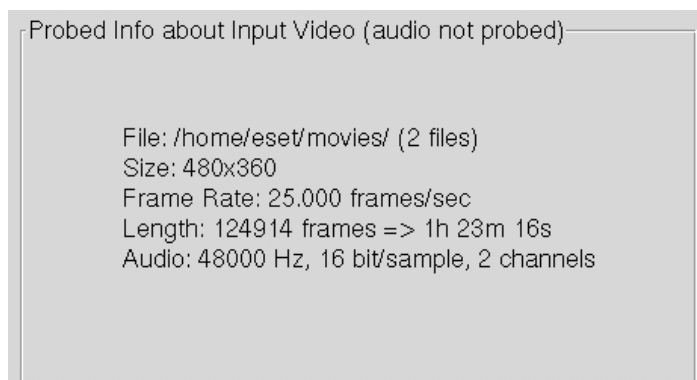 Probed Info about Input Video (audio not probed)
File: /home/eset/movies/ (2 files)
Size: 480x360
Frame Rate: 25.000 frames/sec
Length: 124914 frames => 1h 23m 16s
Audio: 48000 Hz, 16 bit/sample, 2 channels